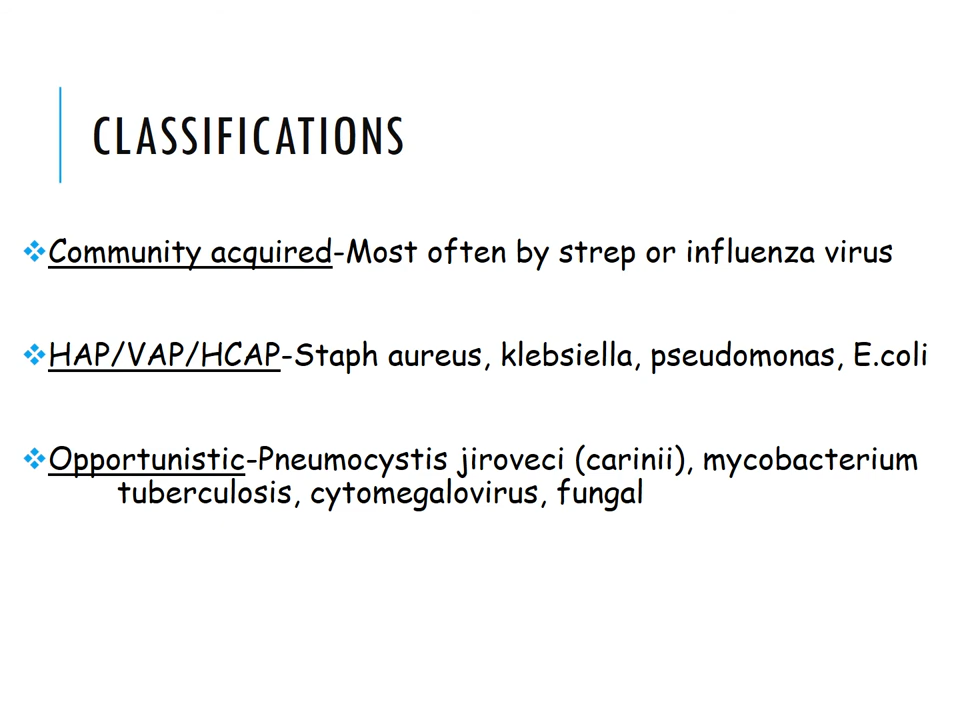 CLASSIFICATIONS
❖Community acquired-Most often by strep or influenza virus
❖HAP/VAP/HCAP-Staph aureus, klebsiella, pseudomonas, E.coli
❖Opportunistic-Pneumocystis jiroveci (carinii), mycobacterium
tuberculosis, cytomegalovirus, fungal